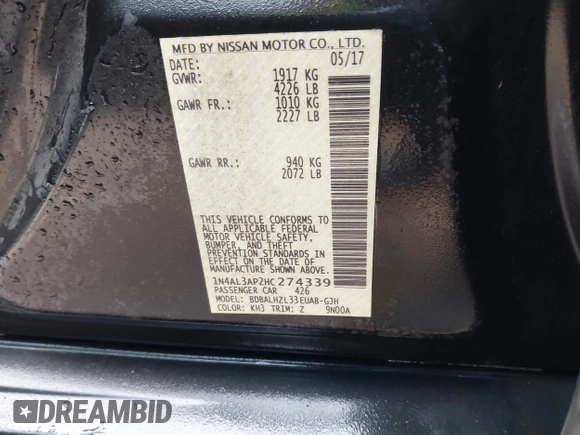 MFD BY NISSAN MOTOR CO., LTD.
DATE: 05/17
GVWR: 1917 KG
4226 LB
GAWR FR.: 1010 KG
2227 LB
GAWR RR.: 940 KG
2072 LB
THIS VEHICLE CONFORMS TO
ALL APPLICABLE FEDERAL
MOTOR VEHICLE SAFETY,
BUMPER, AND THEFT
PREVENTION STANDARDS IN
EFFECT ON THE DATE OF
MANUFACTURE SHOWN ABOVE.
1N4AL3AP2HC274339
PASSENGER CAR 426
MODEL: BDBALHZL33EUAB-GJH
COLOR: KH3 TRIM: Z 9N00A
DREAMBID